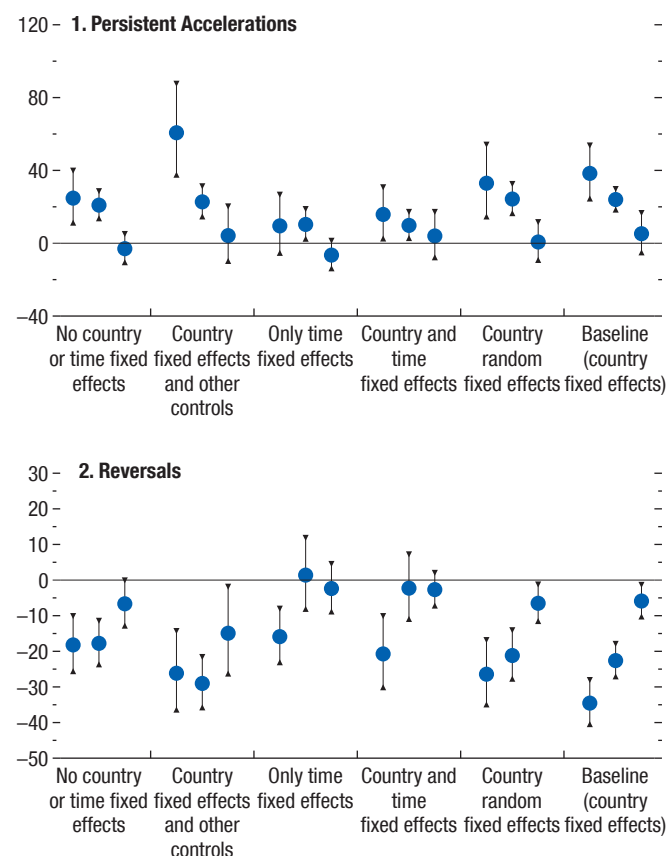 1. Persistent Accelerations
120
80
40
0
–40
No country Country Only time Country and Country Baseline
or time fixed fixed effects fixed effects time random (country
effects and other fixed effects fixed effects fixed effects)
controls
2. Reversals
30
20
10
0
–10
–20
–30
–40
–50
No country Country Only time Country and Country Baseline
or time fixed fixed effects fixed effects time random (country
effects and other fixed effects fixed effects fixed effects)
controls